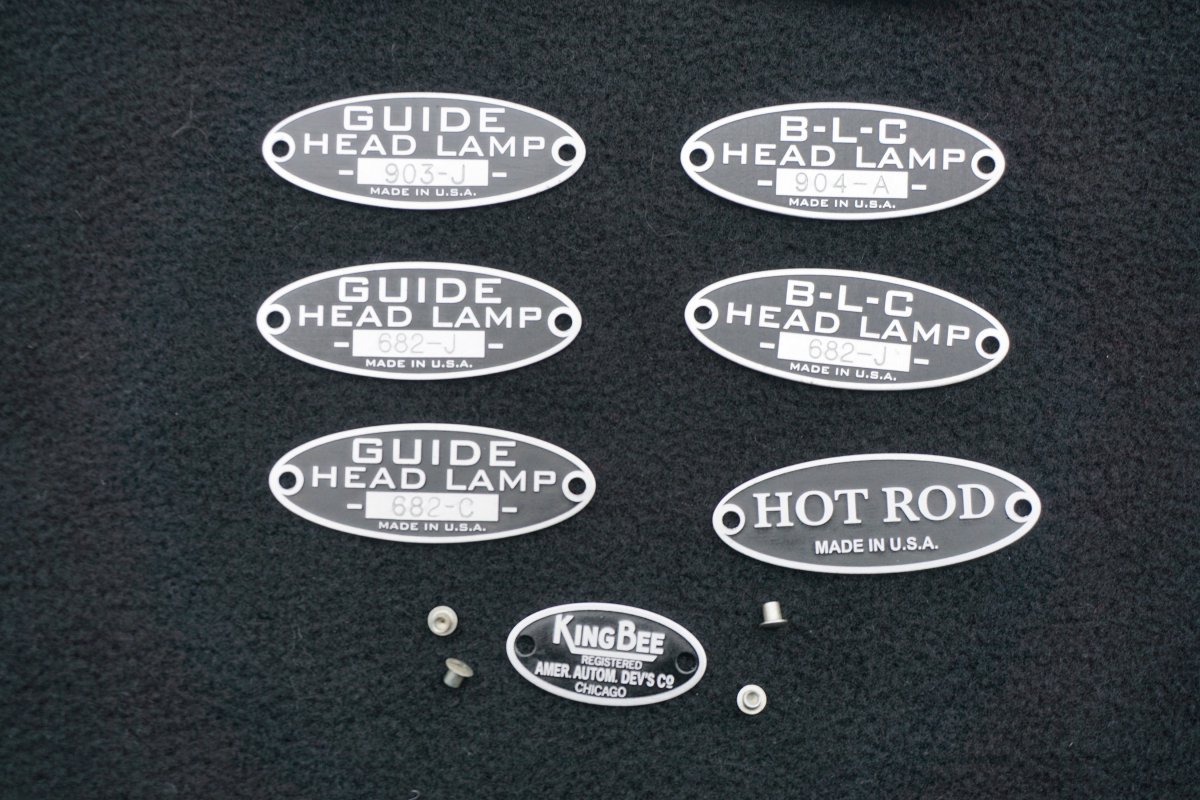 GUIDE
HEAD LAMP
- 903-J -
MADE IN U.S.A.
B-L-C
HEAD LAMP
- 904-A -
MADE IN U.S.A.
GUIDE
HEAD LAMP
- 682-J -
MADE IN U.S.A.
B-L-C
HEAD LAMP
- 682-J -
MADE IN U.S.A.
GUIDE
HEAD LAMP
- 682-C -
MADE IN U.S.A.
HOT ROD
MADE IN U.S.A.
KING BEE
REGISTERED
AMER. AUTOM. DEV'S CO
CHICAGO